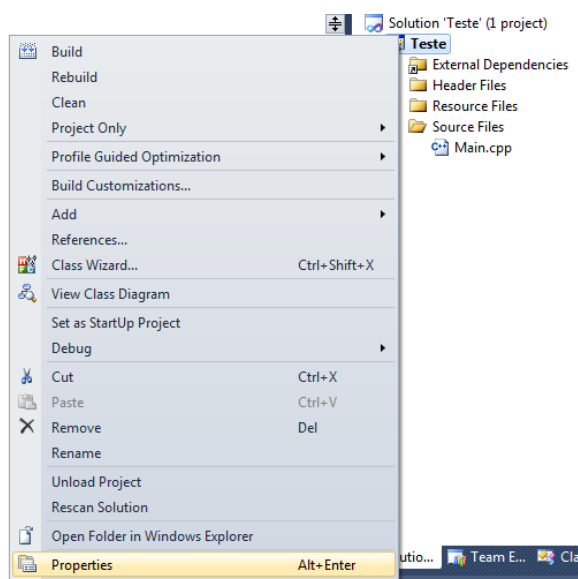 Solution 'Teste' (1 project)
Teste
External Dependencies
Header Files
Resource Files
Source Files
Main.cpp
Build
Rebuild
Clean
Project Only
Profile Guided Optimization
Build Customizations...
Add
References...
Class Wizard... Ctrl+Shift+X
View Class Diagram
Set as StartUp Project
Debug
Cut Ctrl+X
Paste Ctrl+V
Remove Del
Rename
Unload Project
Rescan Solution
Open Folder in Windows Explorer
Properties Alt+Enter
utio... Team E... Cla